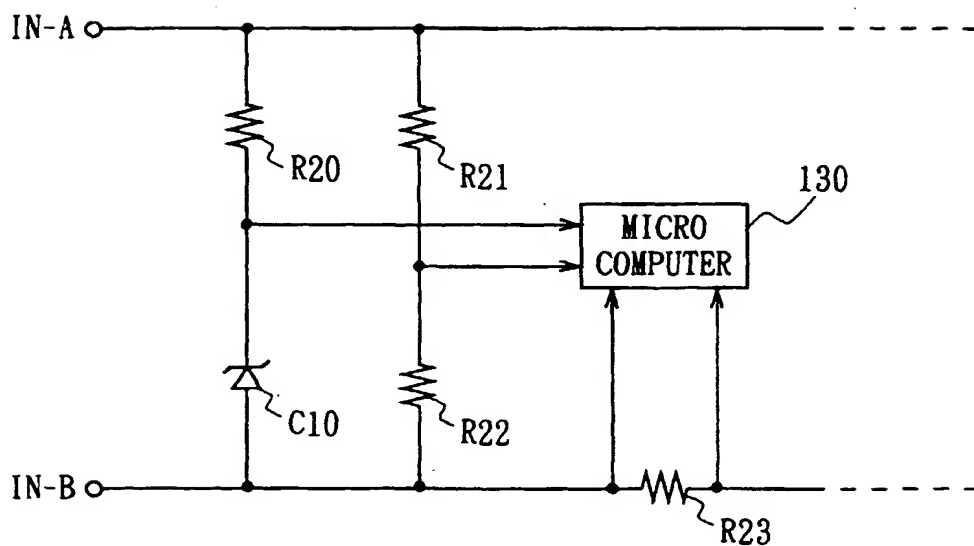 IN-A
R20
R21
130
MICRO
COMPUTER
C10
R22
IN-B
R23